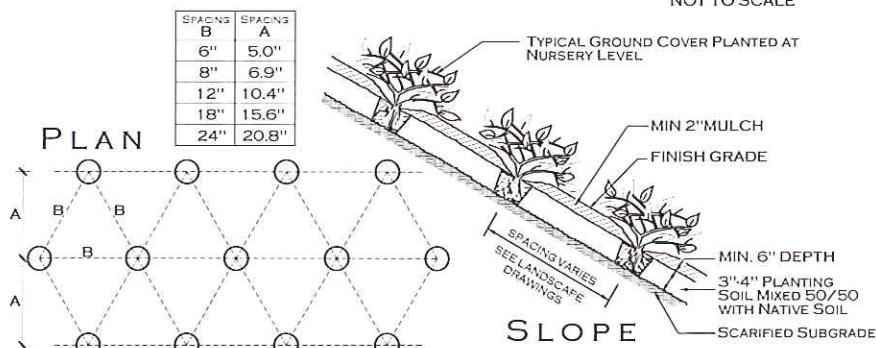 NOT TO SCALE
SPACING B SPACING A
6" 5.0"
8" 6.9"
12" 10.4"
18" 15.6"
24" 20.8"
PLAN
A
B B
B
A
TYPICAL GROUND COVER PLANTED AT
NURSERY LEVEL
MIN 2" MULCH
FINISH GRADE
SPACING VARIES
SEE LANDSCAPE
DRAWINGS
MIN. 6" DEPTH
3"-4" PLANTING
SOIL MIXED 50/50
WITH NATIVE SOIL
SCARIFIED SUBGRADE
SLOPE